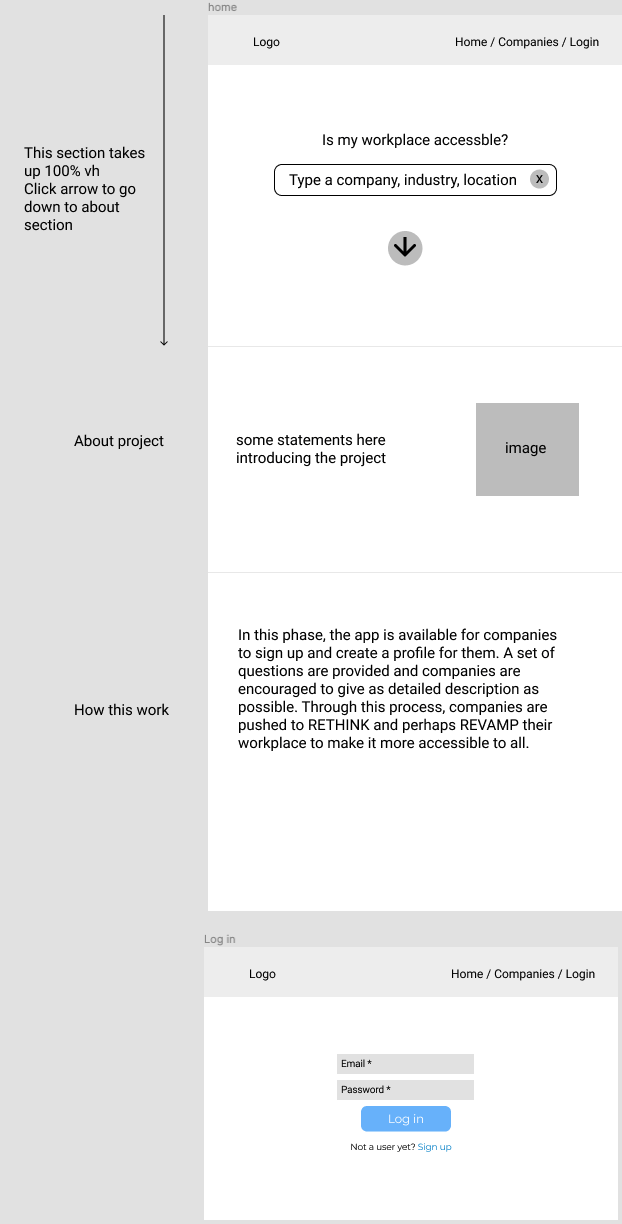 home
Logo
Home / Companies / Login
Is my workplace accessble?
Type a company, industry, location
X
This section takes
up 100% vh
Click arrow to go
down to about
section
About project
some statements here
introducing the project
image
How this work
In this phase, the app is available for companies
to sign up and create a profile for them. A set of
questions are provided and companies are
encouraged to give as detailed description as
possible. Through this process, companies are
pushed to RETHINK and perhaps REVAMP their
workplace to make it more accessible to all.
Log in
Logo
Home / Companies / Login
Email *
Password *
Log in
Not a user yet? Sign up